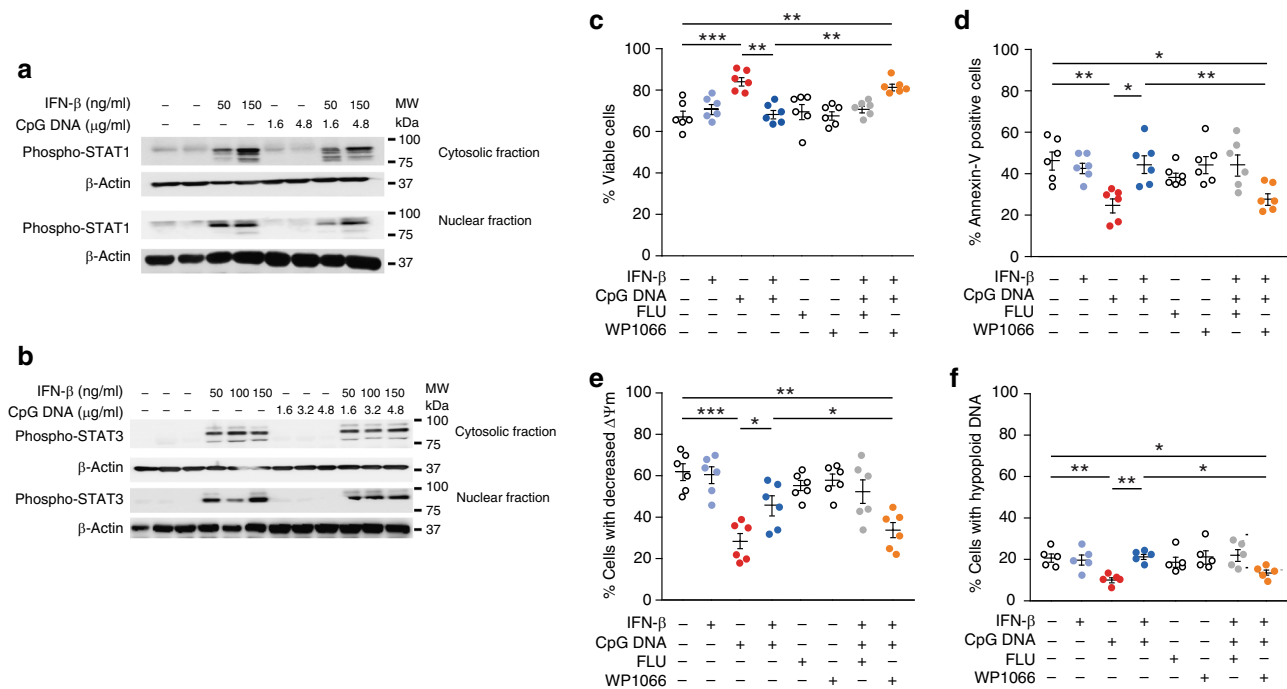 a
IFN-β (ng/ml) – – 50 150 – – 50 150 MW
CpG DNA (μg/ml) – – – – 1.6 4.8 1.6 4.8 kDa
100
Phospho-STAT1 Cytosolic fraction
75
β-Actin 37
100
Phospho-STAT1 Nuclear fraction
75
β-Actin 37
b
IFN-β (ng/ml) – – – 50 100 150 – – – 50 100 150 MW
CpG DNA (μg/ml) – – – – – – 1.6 3.2 4.8 1.6 3.2 4.8 kDa
100
Phospho-STAT3 Cytosolic fraction
75
β-Actin 37
100
Phospho-STAT3 Nuclear fraction
75
β-Actin 37
c
**
*** ** **
% Viable cells
100
80
60
40
20
0
IFN-β – + – + – – + +
CpG DNA – – + + – – + +
FLU – – – – + – + –
WP1066 – – – – – + – +
d
*
** * **
% Annexin-V positive cells
100
80
60
40
20
0
IFN-β – + – + – – + +
CpG DNA – – + + – – + +
FLU – – – – + – + –
WP1066 – – – – – + – +
e
**
*** * *
% Cells with decreased ΔΨm
100
80
60
40
20
0
IFN-β – + – + – – + +
CpG DNA – – + + – – + +
FLU – – – – + – + –
WP1066 – – – – – + – +
f
*
** ** *
% Cells with hypoploid DNA
100
80
60
40
20
0
IFN-β – + – + – – + +
CpG DNA – – + + – – + +
FLU – – – – + – + –
WP1066 – – – – – + – +